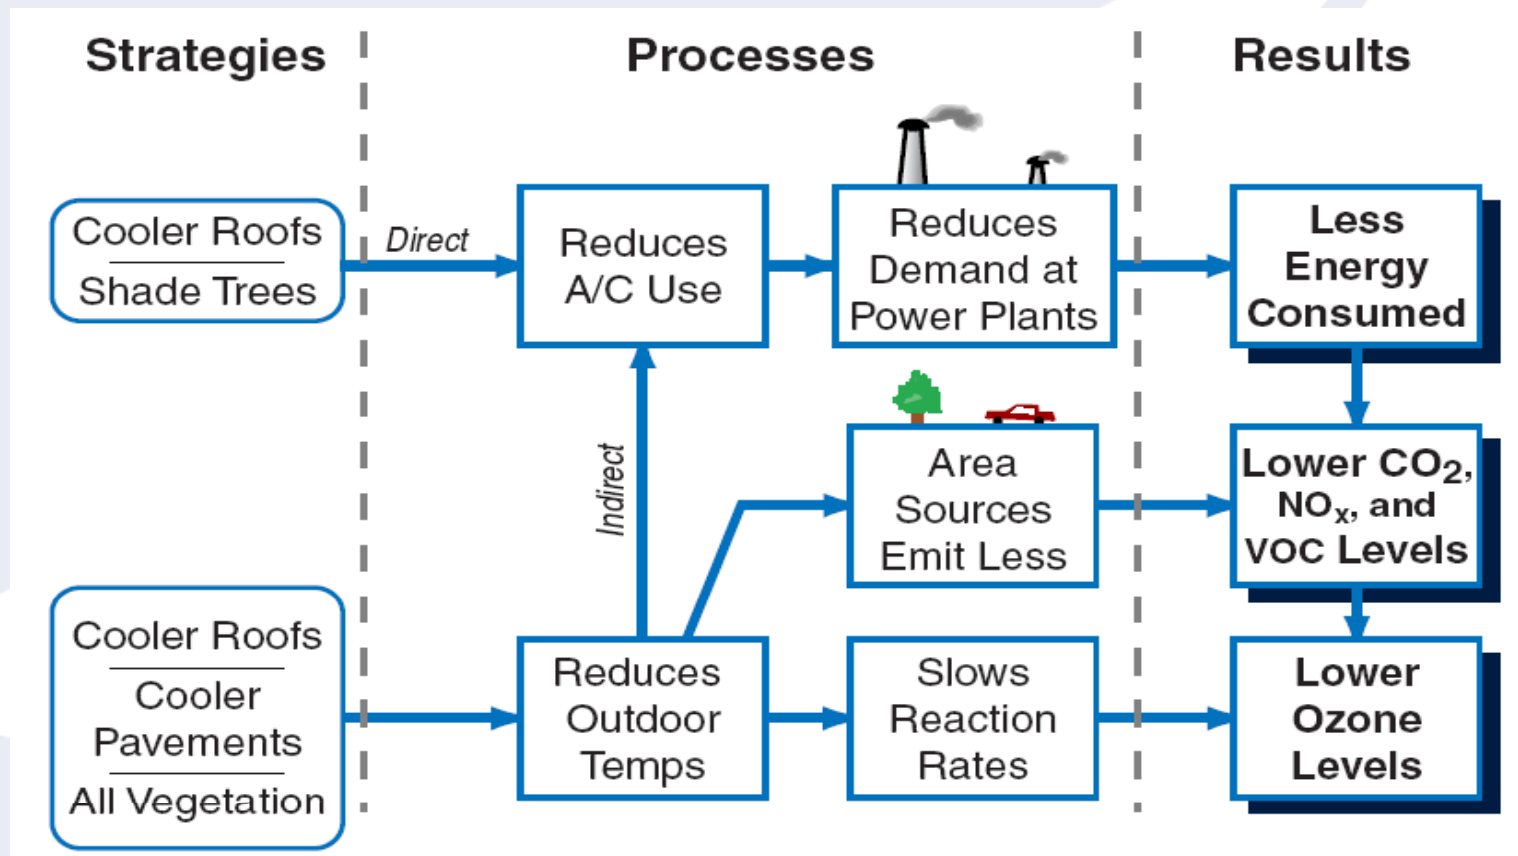 Strategies
Processes
Results
Cooler Roofs
Shade Trees
Direct
Reduces
A/C Use
Reduces
Demand at
Power Plants
Less
Energy
Consumed
Indirect
Area
Sources
Emit Less
Lower CO₂,
NOₓ, and
VOC Levels
Cooler Roofs
Cooler
Pavements
All Vegetation
Reduces
Outdoor
Temps
Slows
Reaction
Rates
Lower
Ozone
Levels